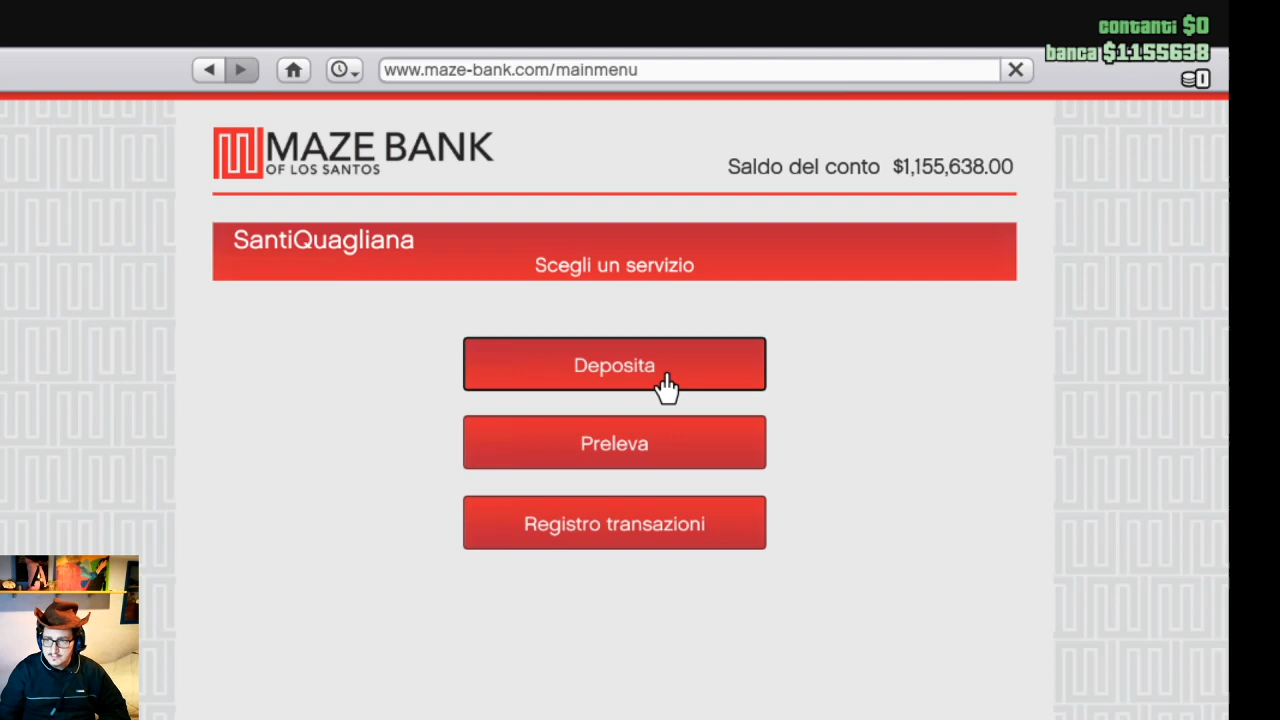 contanti $0
banca $1155638
www.maze-bank.com/mainmenu
MAZE BANK
OF LOS SANTOS
Saldo del conto $1,155,638.00
SantiQuagliana
Scegli un servizio
Deposita
Preleva
Registro transazioni